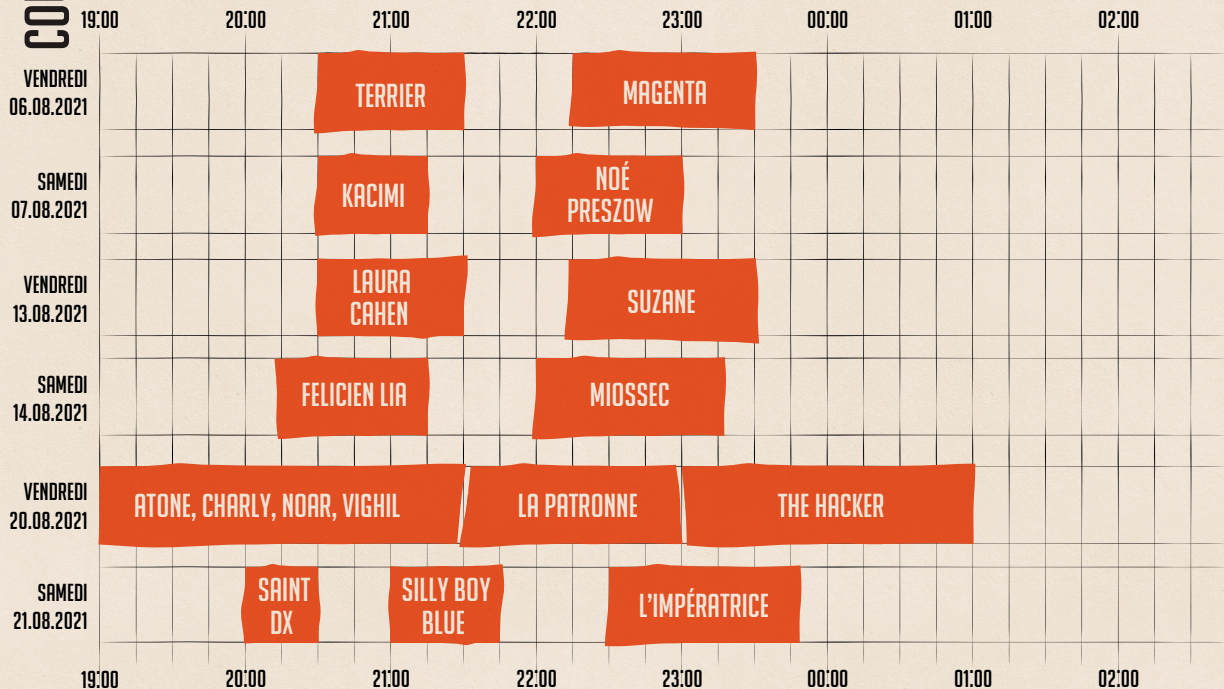 COU
19:00 20:00 21:00 22:00 23:00 00:00 01:00 02:00
VENDREDI
06.08.2021
TERRIER
MAGENTA
SAMEDI
07.08.2021
KACIMI
NOÉ
PRESZOW
VENDREDI
13.08.2021
LAURA
CAHEN
SUZANE
SAMEDI
14.08.2021
FELICIEN LIA
MIOSSEC
VENDREDI
20.08.2021
ATONE, CHARLY, NOAR, VIGHIL
LA PATRONNE
THE HACKER
SAMEDI
21.08.2021
SAINT
DX
SILLY BOY
BLUE
L'IMPÉRATRICE
19:00 20:00 21:00 22:00 23:00 00:00 01:00 02:00